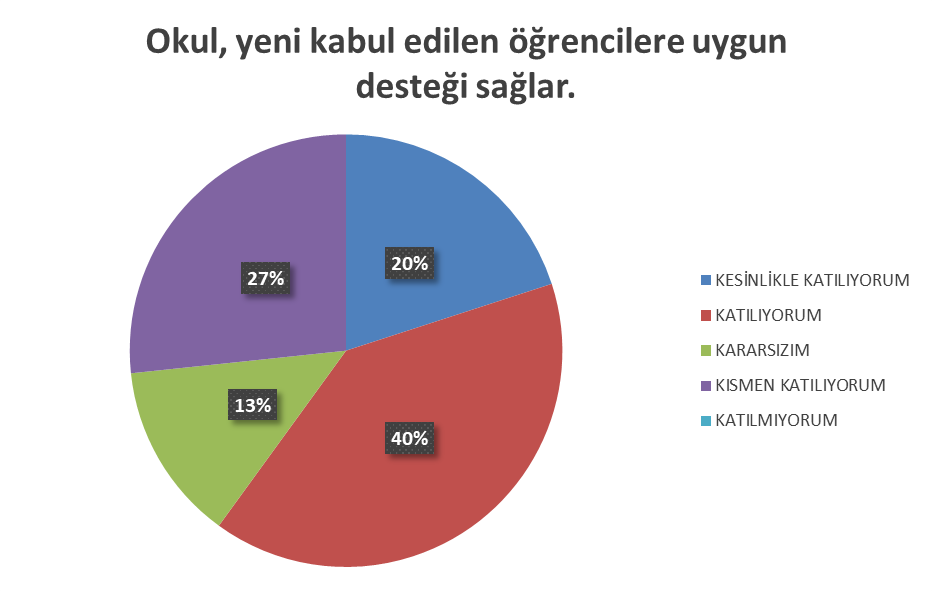 Okul, yeni kabul edilen öğrencilere uygun
desteği sağlar.
20%
27%
13%
40%
KESİNLİKLE KATILIYORUM
KATILIYORUM
KARARSIZIM
KISMEN KATILIYORUM
KATILMIYORUM